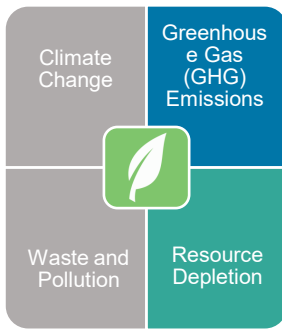 Climate
Change
Greenhous
e Gas
(GHG)
Emissions
Waste and
Pollution
Resource
Depletion